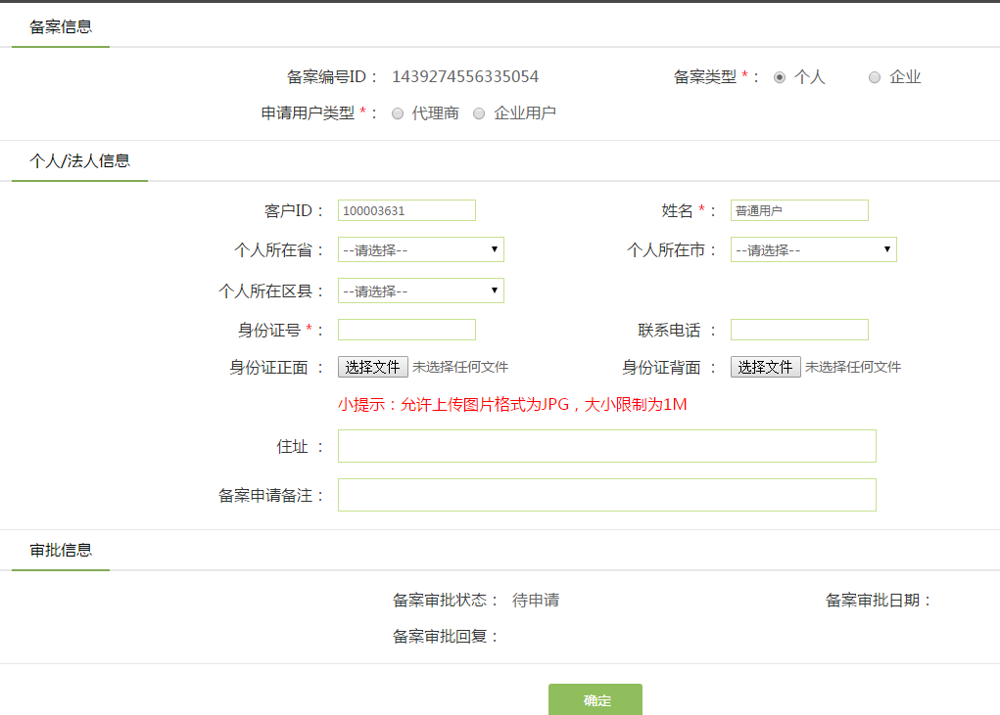 备案信息
备案编号ID： 1439274556335054 备案类型 *： 个人 企业
申请用户类型 *： 代理商 企业用户
个人/法人信息
客户ID： 100003631 姓名 *： 普通用户
个人所在省： --请选择-- 个人所在市： --请选择--
个人所在区县： --请选择--
身份证号 *： 联系电话 ：
身份证正面 ： 选择文件 未选择任何文件 身份证背面 ： 选择文件 未选择任何文件
小提示：允许上传图片格式为JPG，大小限制为1M
住址 ：
备案申请备注：
审批信息
备案审批状态： 待申请 备案审批日期：
备案审批回复：
确定